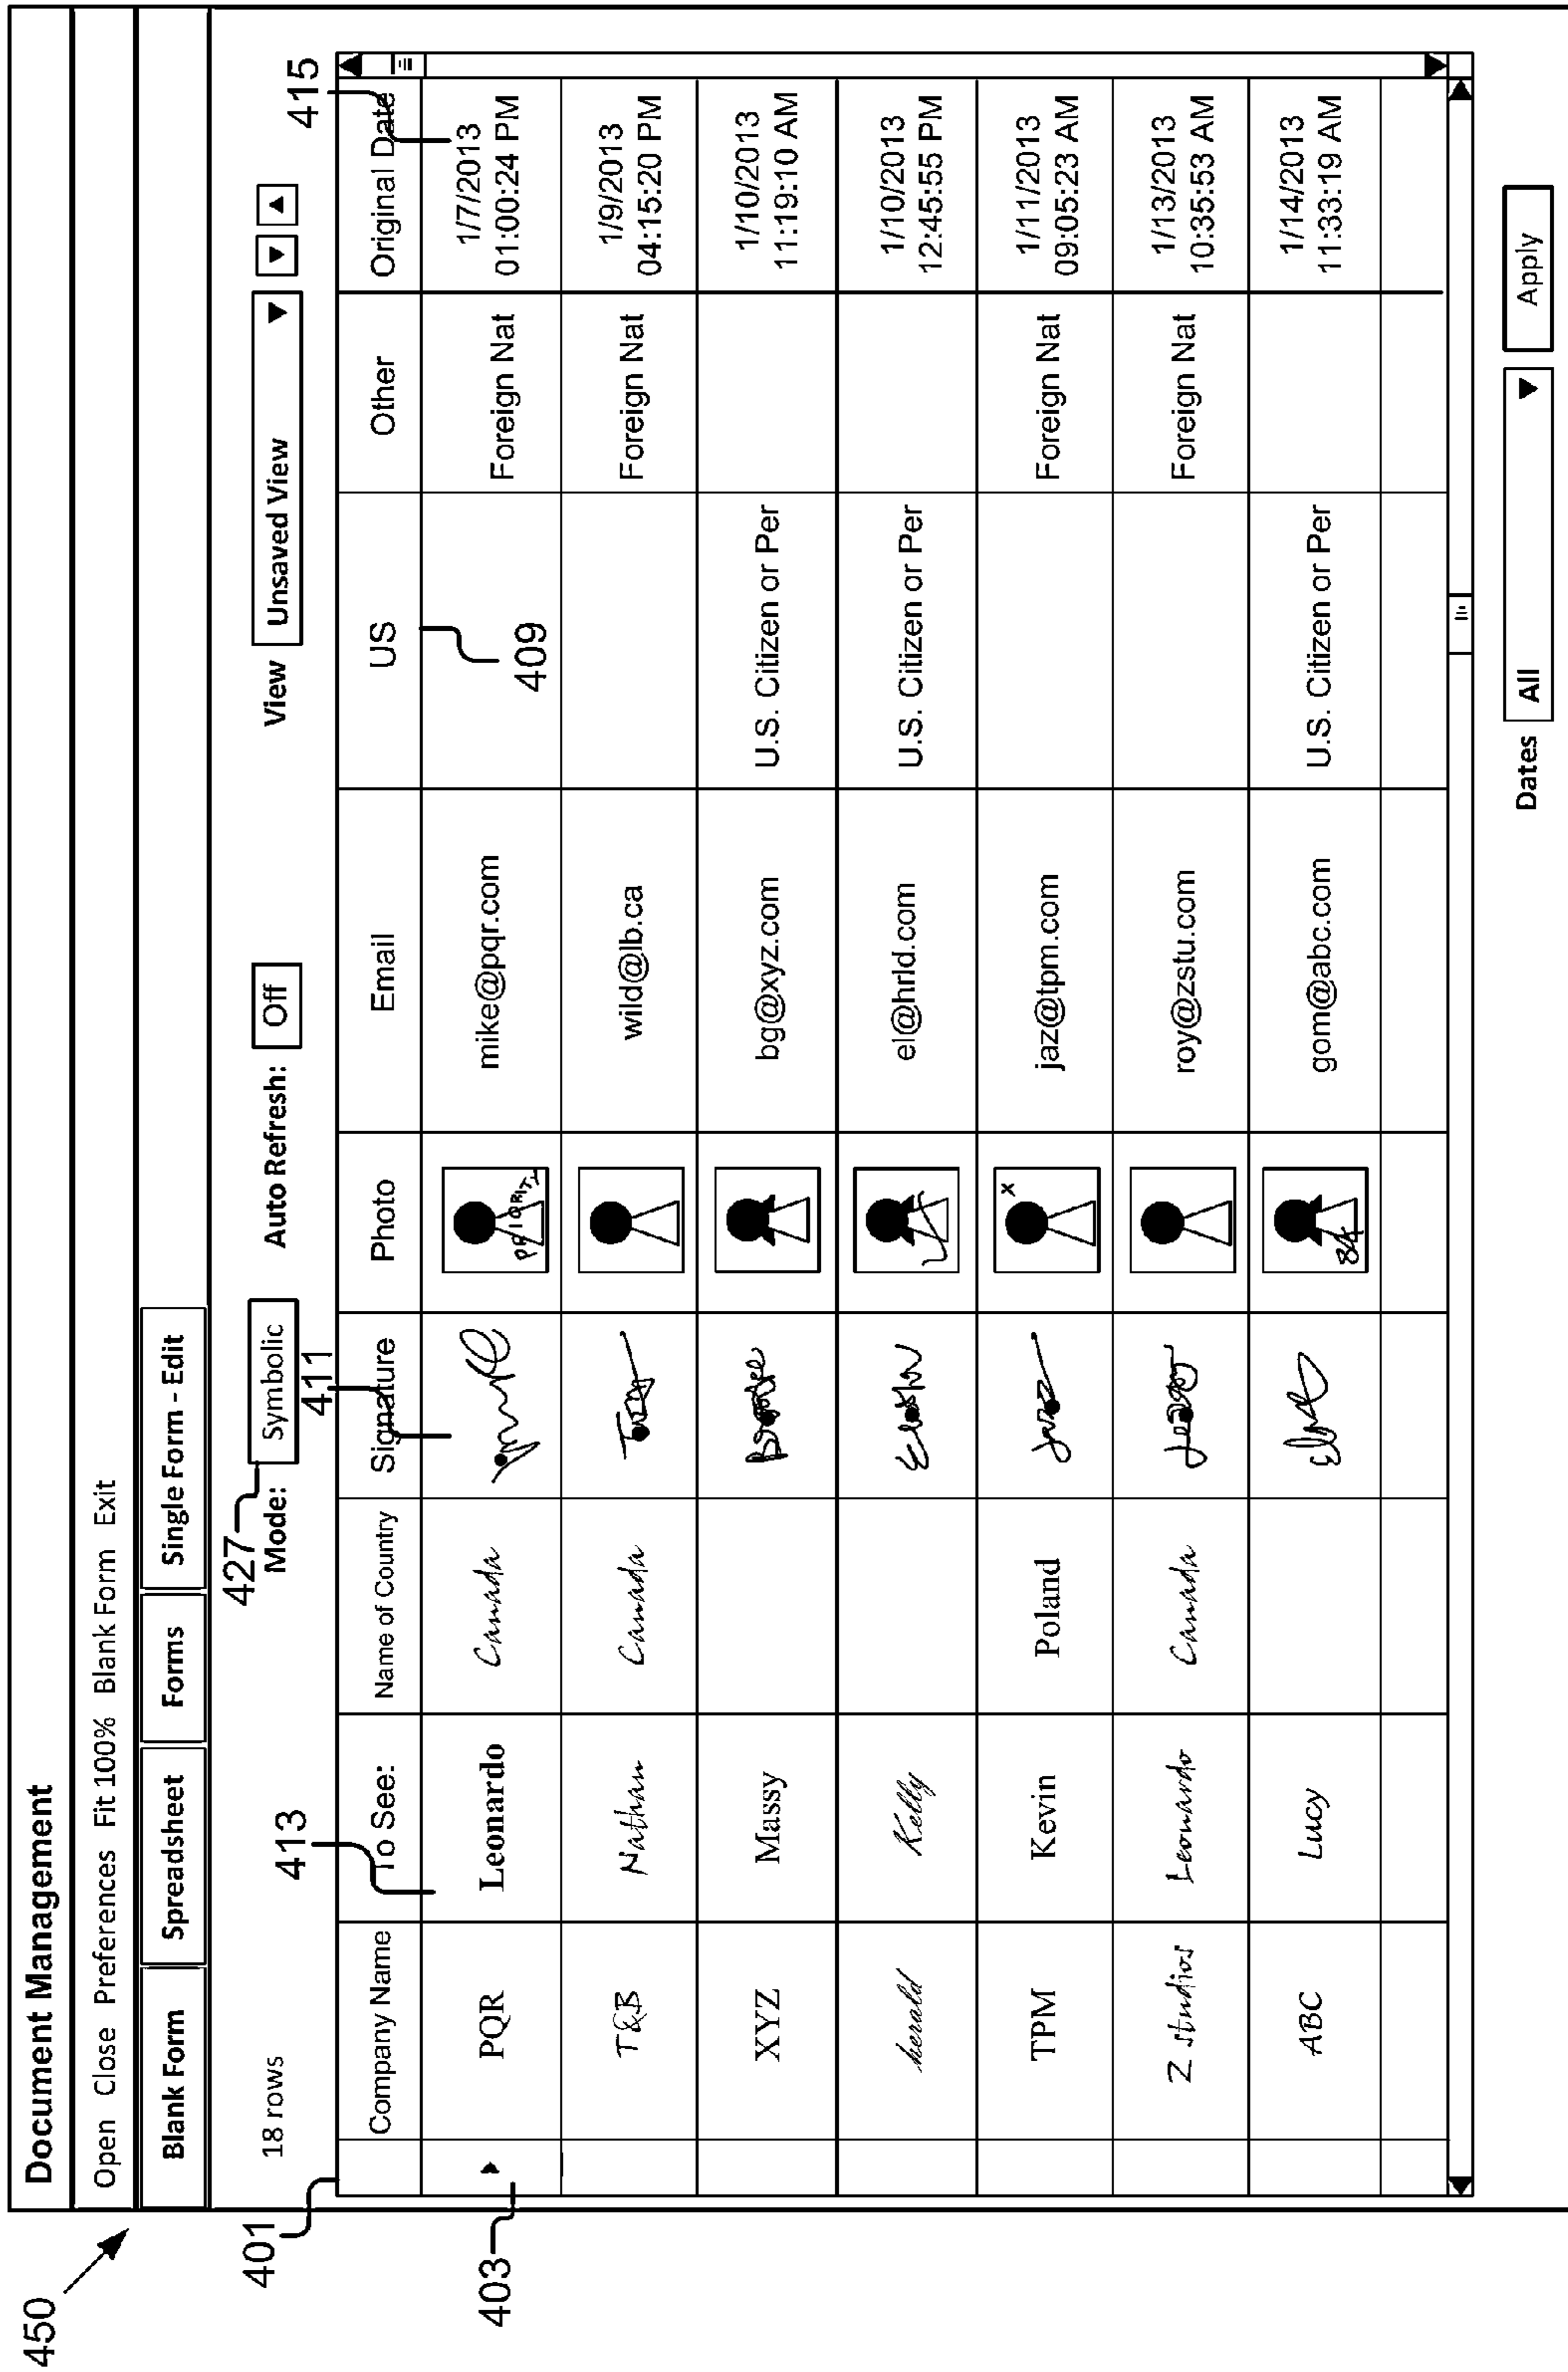 450
Document Management
Open Close Preferences Fit 100% Blank Form Exit
Blank Form Spreadsheet Forms Single Form - Edit
427
18 rows Mode: Symbolic Auto Refresh: Off View Unsaved View
401 413 411 415
Company Name To See: Name of Country Signature Photo Email US Other Original Date
403
PQR Leonardo Canada PRIORITY mike@pqr.com 409 Foreign Nat 1/7/2013
01:00:24 PM
T&B Nathan Canada wild@lb.ca Foreign Nat 1/9/2013
04:15:20 PM
XYZ Massy bg@xyz.com U.S. Citizen or Per 1/10/2013
11:19:10 AM
herald Kelly el@hrld.com U.S. Citizen or Per 1/10/2013
12:45:55 PM
TPM Kevin Poland x jaz@tpm.com Foreign Nat 1/11/2013
09:05:23 AM
Z studios Leonardo Canada roy@zstu.com Foreign Nat 1/13/2013
10:35:53 AM
ABC Lucy gom@abc.com U.S. Citizen or Per 1/14/2013
11:33:19 AM
Dates All Apply